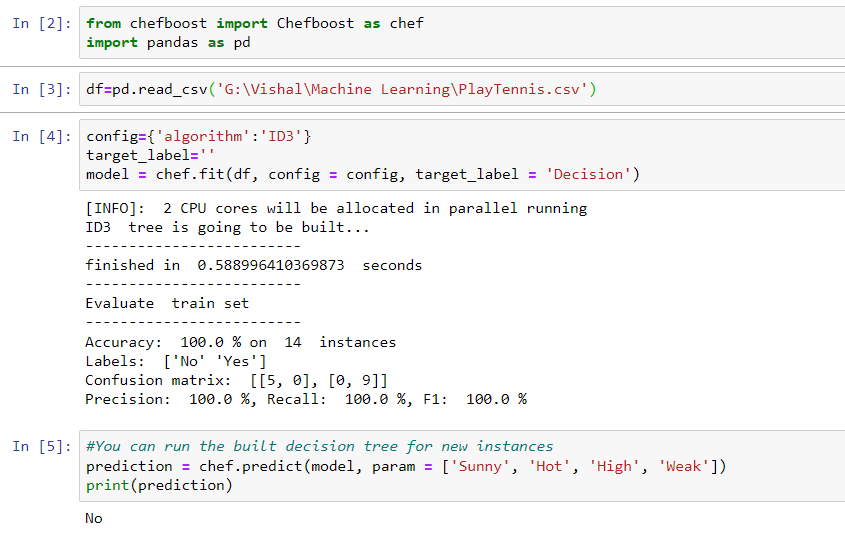 In [2]: from chefboost import Chefboost as chef
import pandas as pd
In [3]: df=pd.read_csv('G:\Vishal\Machine Learning\PlayTennis.csv')
In [4]: config={'algorithm':'ID3'}
target_label=''
model = chef.fit(df, config = config, target_label = 'Decision')
[INFO]:  2 CPU cores will be allocated in parallel running
ID3  tree is going to be built...
-------------------------
finished in  0.588996410369873  seconds
-------------------------
Evaluate  train set
-------------------------
Accuracy:  100.0 % on  14  instances
Labels:  ['No' 'Yes']
Confusion matrix:  [[5, 0], [0, 9]]
Precision:  100.0 %, Recall:  100.0 %, F1:  100.0 %
In [5]: #You can run the built decision tree for new instances
prediction = chef.predict(model, param = ['Sunny', 'Hot', 'High', 'Weak'])
print(prediction)
No